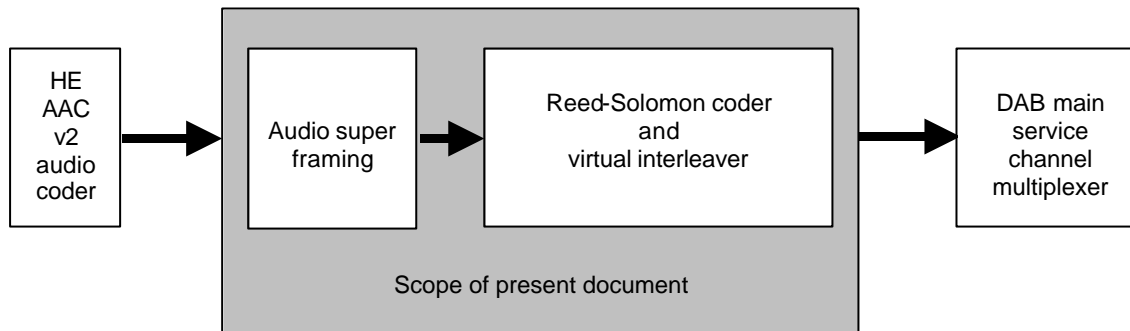 HE
AAC
v2
audio
coder
Audio super
framing
Reed-Solomon coder
and
virtual interleaver
DAB main
service
channel
multiplexer
Scope of present document